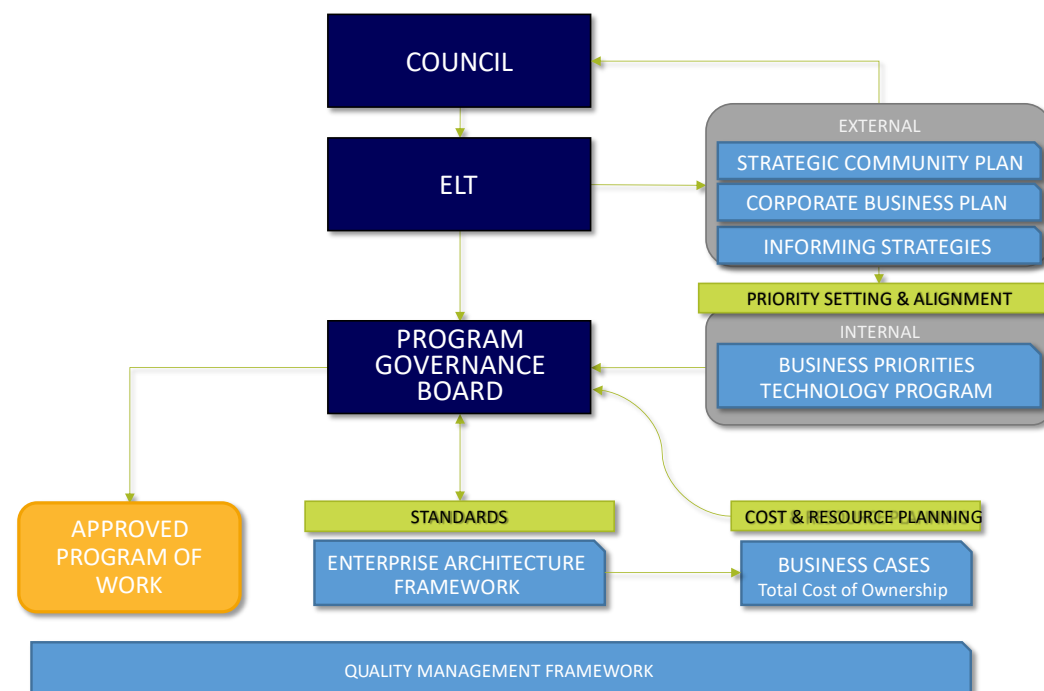 COUNCIL
EXTERNAL
STRATEGIC COMMUNITY PLAN
ELT
CORPORATE BUSINESS PLAN
INFORMING STRATEGIES
PRIORITY SETTING & ALIGNMENT
PROGRAM
GOVERNANCE
BOARD
INTERNAL
BUSINESS PRIORITIES
TECHNOLOGY PROGRAM
APPROVED
PROGRAM OF
WORK
STANDARDS
COST & RESOURCE PLANNING
ENTERPRISE ARCHITECTURE
FRAMEWORK
BUSINESS CASES
Total Cost of Ownership
QUALITY MANAGEMENT FRAMEWORK